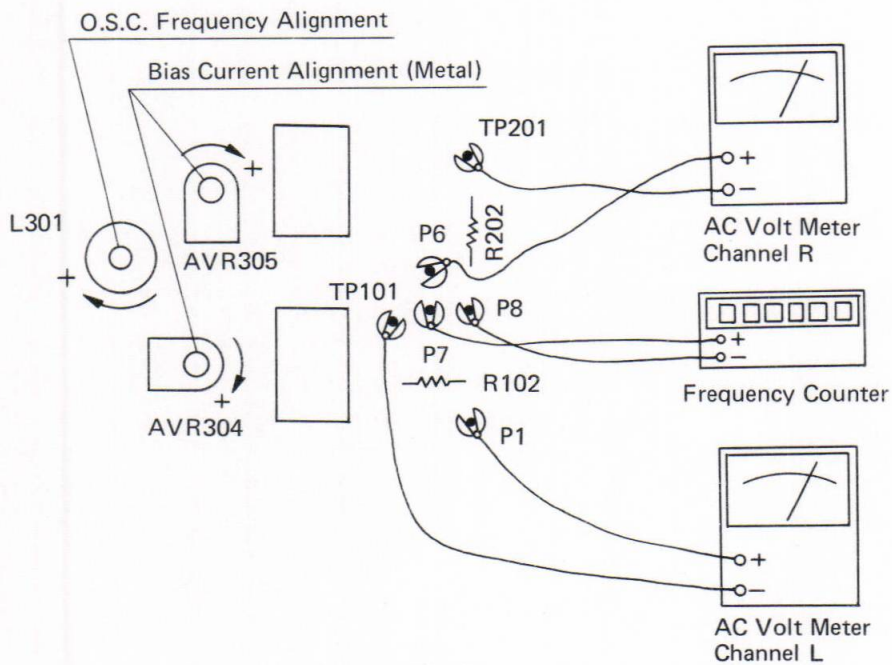 O.S.C. Frequency Alignment
Bias Current Alignment (Metal)
TP201
+
+
-
AC Volt Meter
Channel R
L301
+
+
AVR305
P6
R202
TP101
P8
P7
+
-
Frequency Counter
R102
+
AVR304
P1
+
-
AC Volt Meter
Channel L